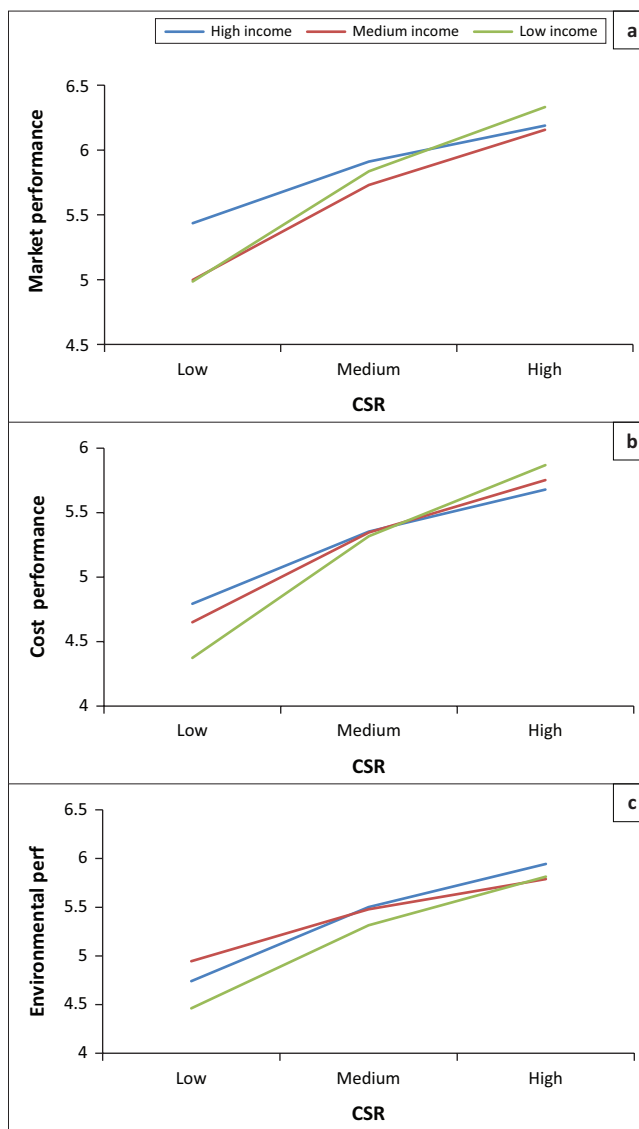 High income Medium income Low income
a
Market performance
6.5
6
5.5
5
4.5
Low Medium High
CSR
b
Cost performance
6
5.5
5
4.5
4
Low Medium High
CSR
c
Environmental perf
6.5
6
5.5
5
4.5
4
Low Medium High
CSR